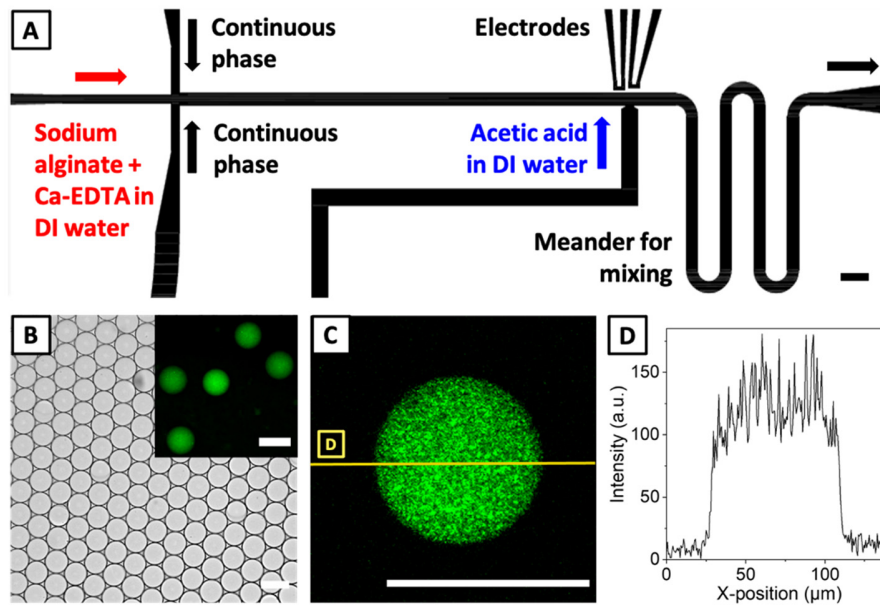 A
Continuous
phase
Electrodes
Sodium
alginate +
Ca-EDTA in
DI water
Continuous
phase
Acetic acid
in DI water
Meander for
mixing
B
C
D
D
Intensity (a.u.)
150
100
50
0
0
50
100
X-position (µm)